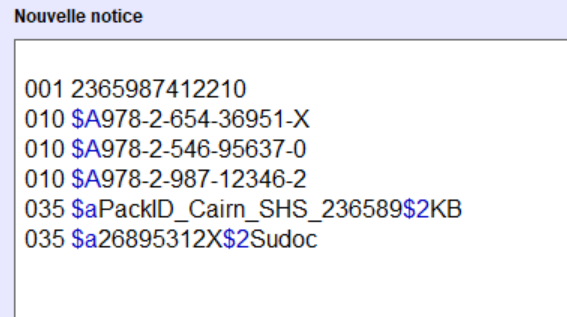 Nouvelle notice
001 2365987412210
010 $A978-2-654-36951-X
010 $A978-2-546-95637-0
010 $A978-2-987-12346-2
035 $aPackID_Cairn_SHS_236589$2KB
035 $a26895312X$2Sudoc